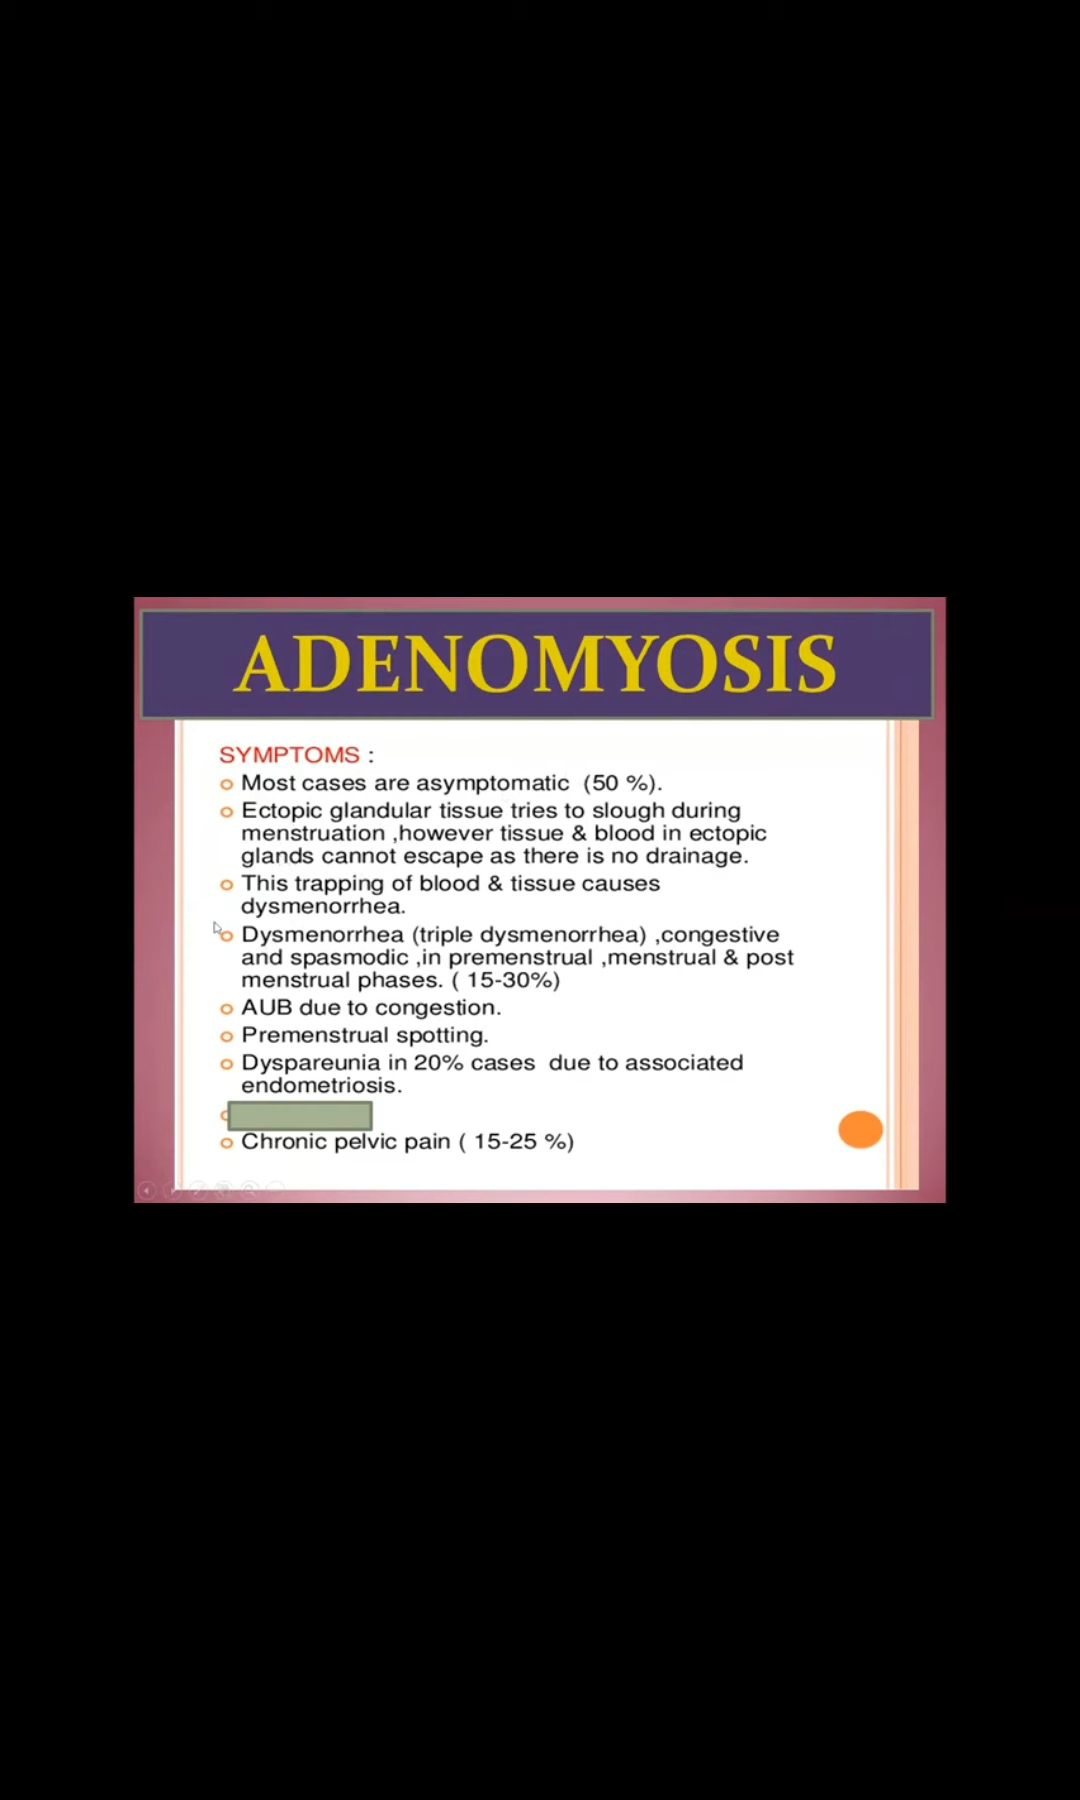 ADENOMYOSIS
SYMPTOMS :
Most cases are asymptomatic (50 %).
Ectopic glandular tissue tries to slough during
menstruation ,however tissue & blood in ectopic
glands cannot escape as there is no drainage.
This trapping of blood & tissue causes
dysmenorrhea.
Dysmenorrhea (triple dysmenorrhea) ,congestive
and spasmodic ,in premenstrual ,menstrual & post
menstrual phases. ( 15-30%)
AUB due to congestion.
Premenstrual spotting.
Dyspareunia in 20% cases due to associated
endometriosis.
Chronic pelvic pain ( 15-25 %)